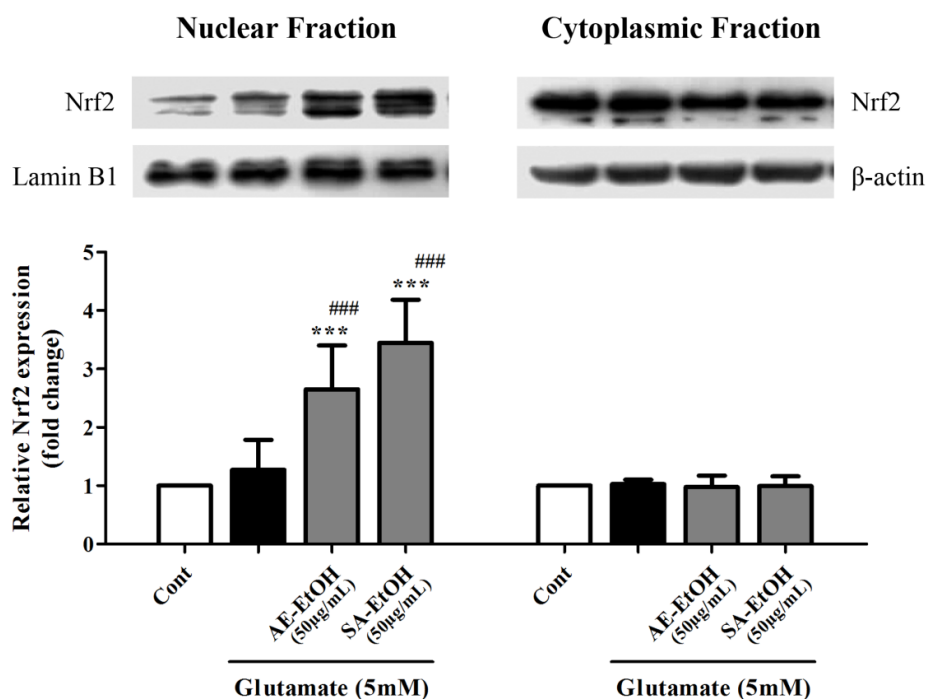 Nuclear Fraction
Cytoplasmic Fraction
Nrf2
Nrf2
Lamin B1
β-actin
Relative Nrf2 expression
(fold change)
5
4
3
2
1
0
###
***
###
***
Cont
AE-EtOH
(50μg/mL)
SA-EtOH
(50μg/mL)
Glutamate (5mM)
Cont
AE-EtOH
(50μg/mL)
SA-EtOH
(50μg/mL)
Glutamate (5mM)